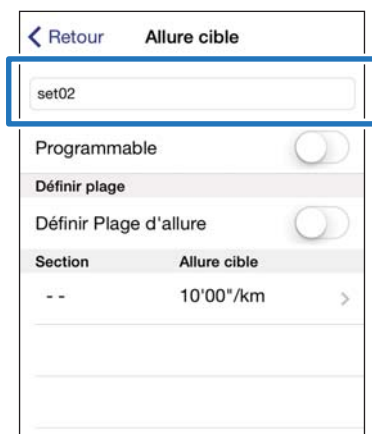 Retour Allure cible
set02
Programmable
Définir plage
Définir Plage d'allure
Section Allure cible
-- 10'00"/km